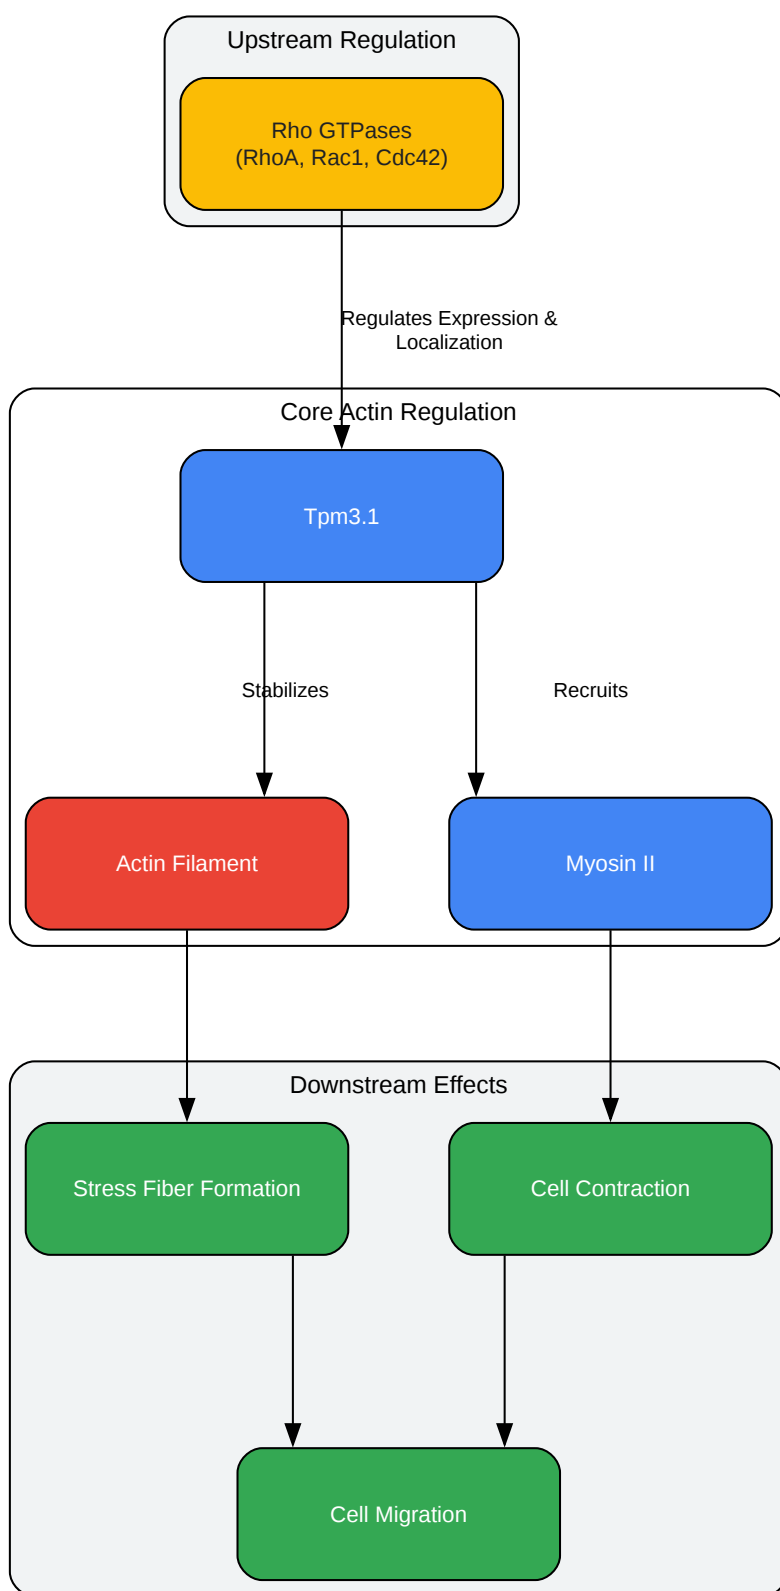 Upstream Regulation
Rho GTPases
(RhoA, Rac1, Cdc42)
Regulates Expression &
Localization
Core Actin Regulation
Tpm3.1
Stabilizes
Recruits
Actin Filament
Myosin II
Downstream Effects
Stress Fiber Formation
Cell Contraction
Cell Migration